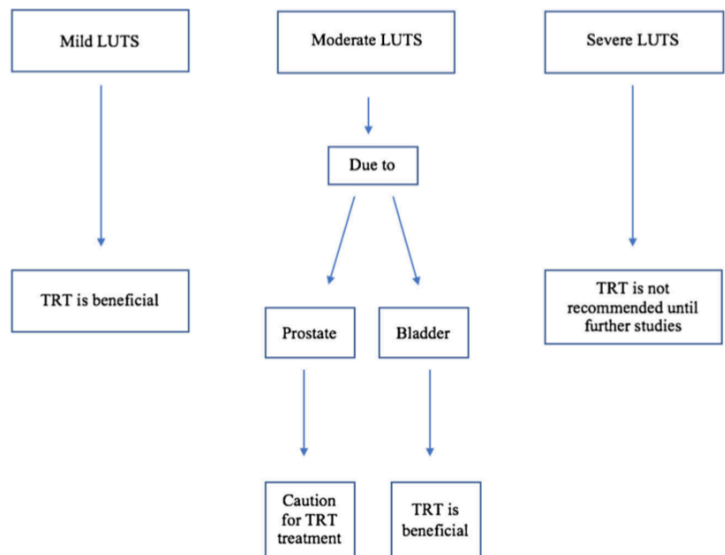 Mild LUTS
Moderate LUTS
Severe LUTS
Due to
TRT is beneficial
TRT is not
recommended until
further studies
Prostate
Bladder
Caution
for TRT
treatment
TRT is
beneficial